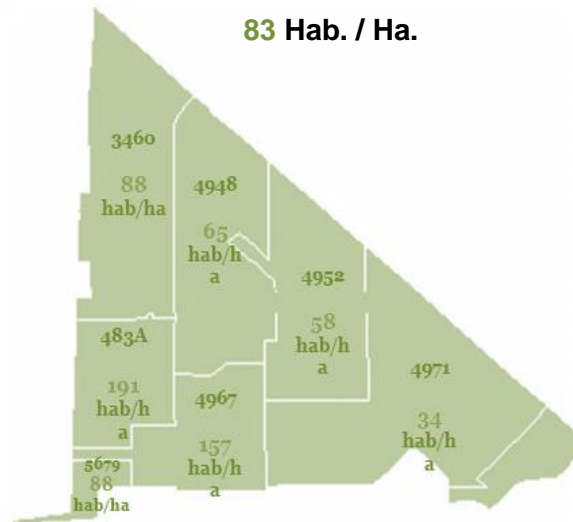 83 Hab. / Ha.
3460
88
hab/ha
4948
65
hab/h
a
4952
58
hab/h
a
483A
191
hab/h
a
4967
157
hab/h
a
4971
34
hab/h
a
5679
88
hab/ha